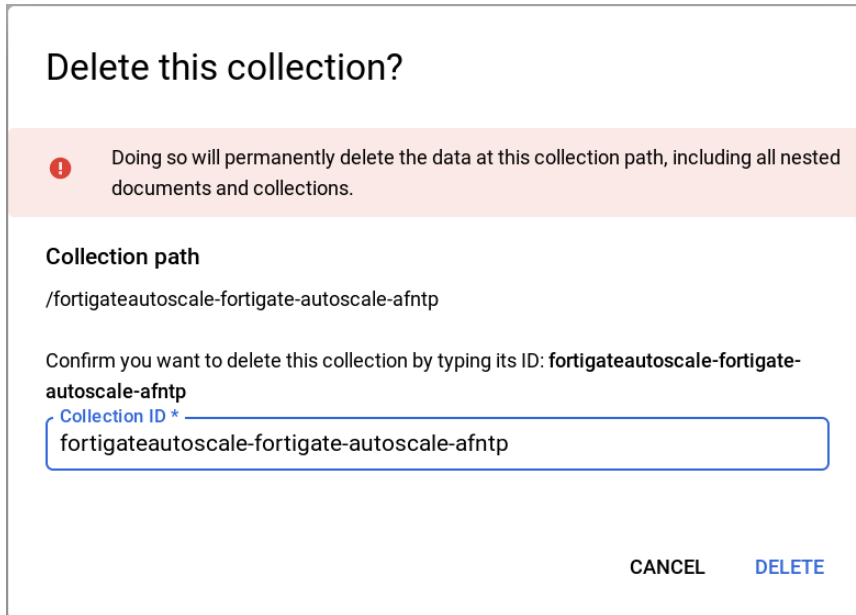 Delete this collection?
Doing so will permanently delete the data at this collection path, including all nested
documents and collections.
Collection path
/fortigateautoscale-fortigate-autoscale-afntp
Confirm you want to delete this collection by typing its ID: fortigateautoscale-fortigate-
autoscale-afntp
Collection ID *
fortigateautoscale-fortigate-autoscale-afntp
CANCEL DELETE